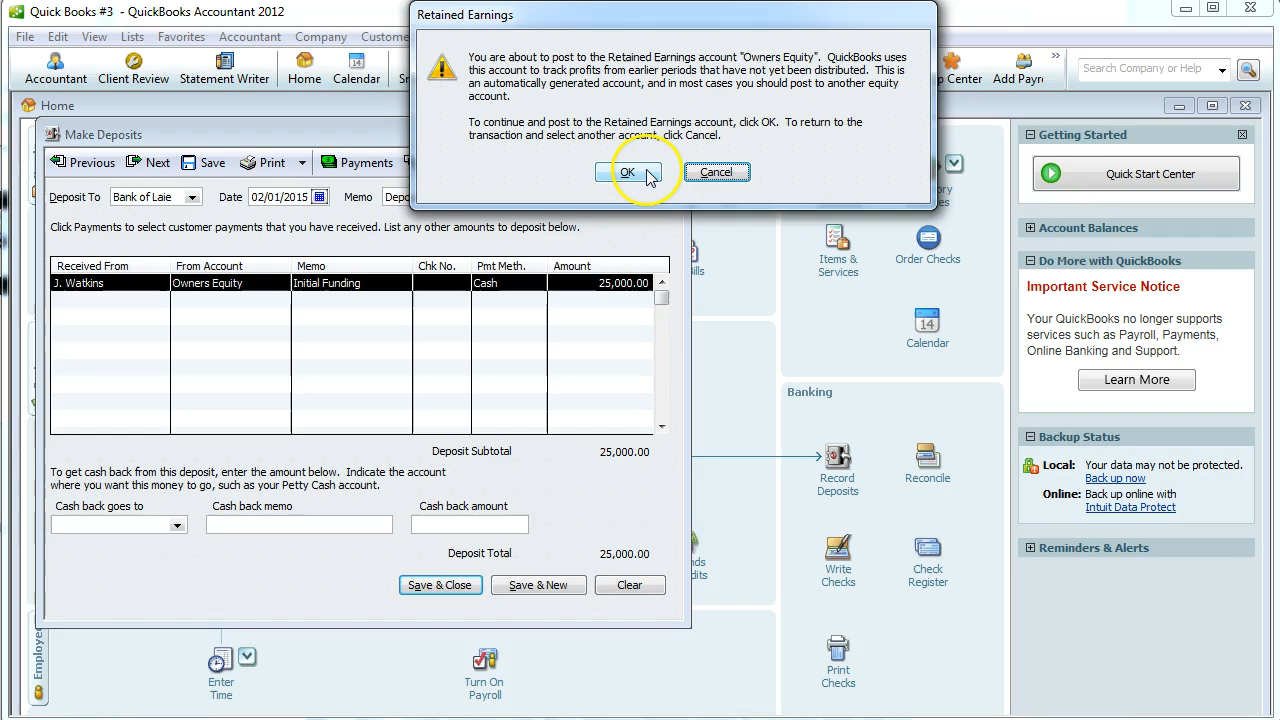 Quick Books #3 - QuickBooks Accountant 2012
File Edit View Lists Favorites Accountant Company Custome
Accountant Client Review Statement Writer Home Calendar
p Center Add Payro
Search Company or Help
Home
Retained Earnings
You are about to post to the Retained Earnings account "Owners Equity". QuickBooks uses
this account to track profits from earlier periods that have not yet been distributed. This is
an automatically generated account, and in most cases you should post to another equity
account.
To continue and post to the Retained Earnings account, click OK. To return to the
transaction and select another account, click Cancel.
OK Cancel
Make Deposits
Previous Next Save Print Payments
Deposit To Bank of Laie Date 02/01/2015 Memo Depo
Click Payments to select customer payments that you have received. List any other amounts to deposit below.
Received From From Account Memo Chk No. Pmt Meth. Amount
J. Watkins Owners Equity Initial Funding Cash 25,000.00
Deposit Subtotal 25,000.00
To get cash back from this deposit, enter the amount below. Indicate the account
where you want this money to go, such as your Petty Cash account.
Cash back goes to Cash back memo Cash back amount
Deposit Total 25,000.00
Save & Close Save & New Clear
Items &
Services
Order Checks
14
Calendar
Banking
Record
Deposits
Reconcile
Write
Checks
Check
Register
Print
Checks
Employe
Enter
Time
Turn On
Payroll
Getting Started
Quick Start Center
Account Balances
Do More with QuickBooks
Important Service Notice
Your QuickBooks no longer supports
services such as Payroll, Payments,
Online Banking and Support.
Learn More
Backup Status
Local: Your data may not be protected.
Back up now
Online: Back up online with
Intuit Data Protect
Reminders & Alerts